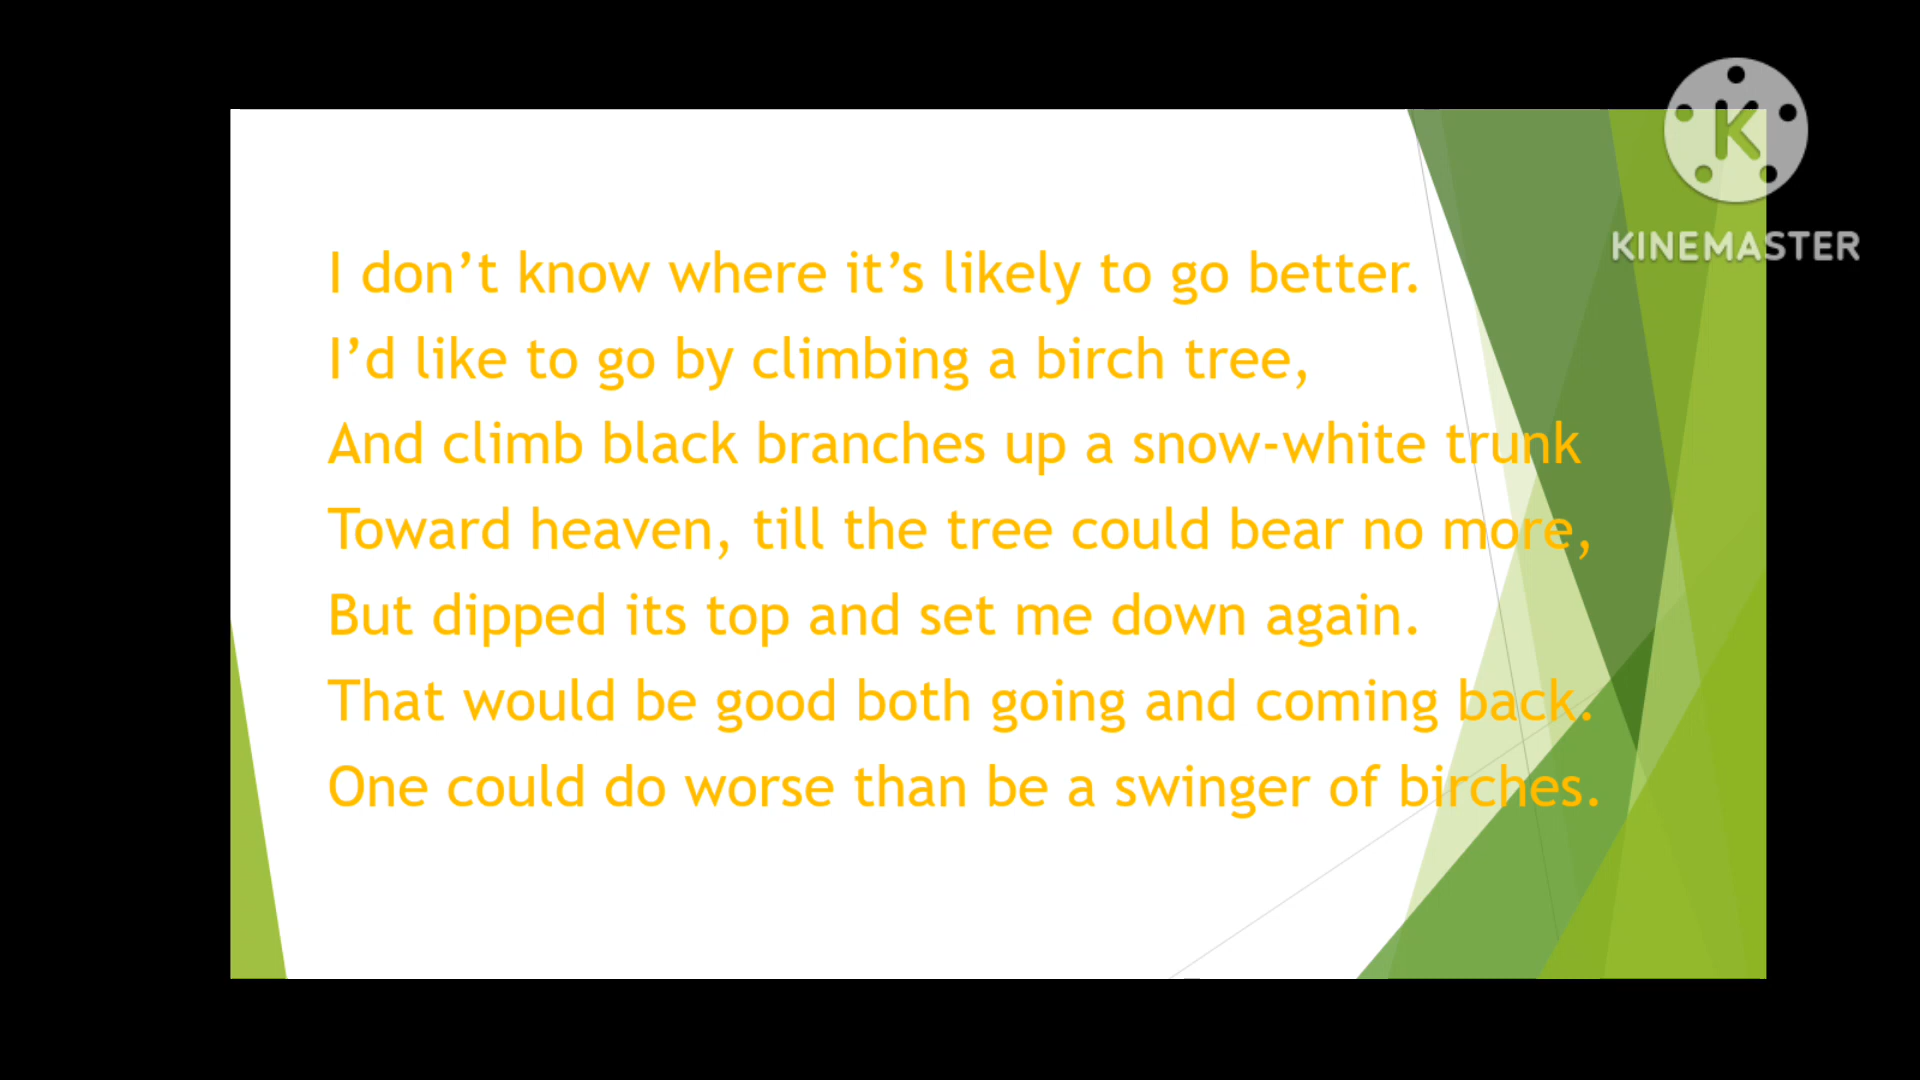 K
KINEMASTER
I don’t know where it’s likely to go better.
I’d like to go by climbing a birch tree,
And climb black branches up a snow-white trunk
Toward heaven, till the tree could bear no more,
But dipped its top and set me down again.
That would be good both going and coming back.
One could do worse than be a swinger of birches.